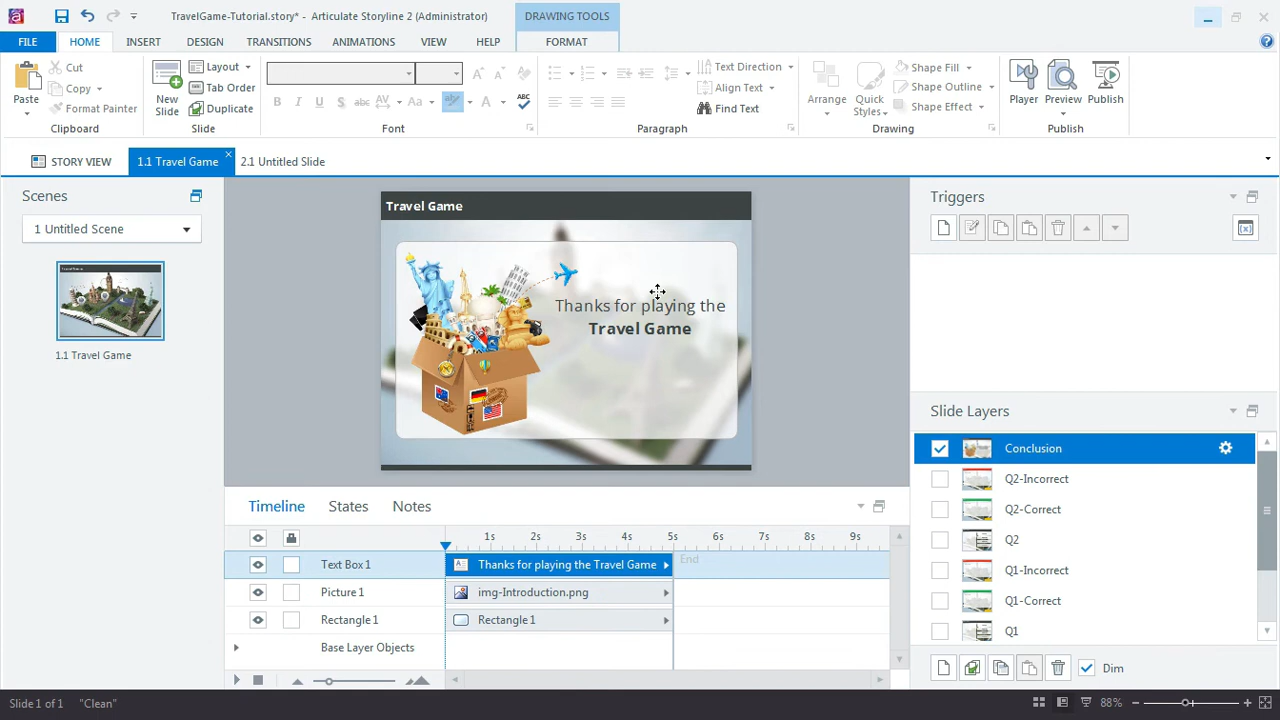 TravelGame-Tutorial.story* - Articulate Storyline 2 (Administrator)
DRAWING TOOLS
FILE HOME INSERT DESIGN TRANSITIONS ANIMATIONS VIEW HELP FORMAT
Paste
Cut
Copy
Format Painter
Clipboard
New
Slide
Layout
Tab Order
Duplicate
Slide
B I U S abc AV Aa A ABC
Font
Paragraph
Text Direction
Align Text
Find Text
Arrange
Quick
Styles
Shape Fill
Shape Outline
Shape Effect
Drawing
Player
Preview
Publish
Publish
STORY VIEW
1.1 Travel Game
2.1 Untitled Slide
Scenes
1 Untitled Scene
1.1 Travel Game
Travel Game
Thanks for playing the
Travel Game
Triggers
Slide Layers
Conclusion
Q2-Incorrect
Q2-Correct
Q2
Q1-Incorrect
Q1-Correct
Q1
Dim
Timeline States Notes
1s 2s 3s 4s 5s 6s 7s 8s 9s
Text Box 1 Thanks for playing the Travel Game End
Picture 1 img-Introduction.png
Rectangle 1 Rectangle 1
Base Layer Objects
Slide 1 of 1 "Clean" 88%